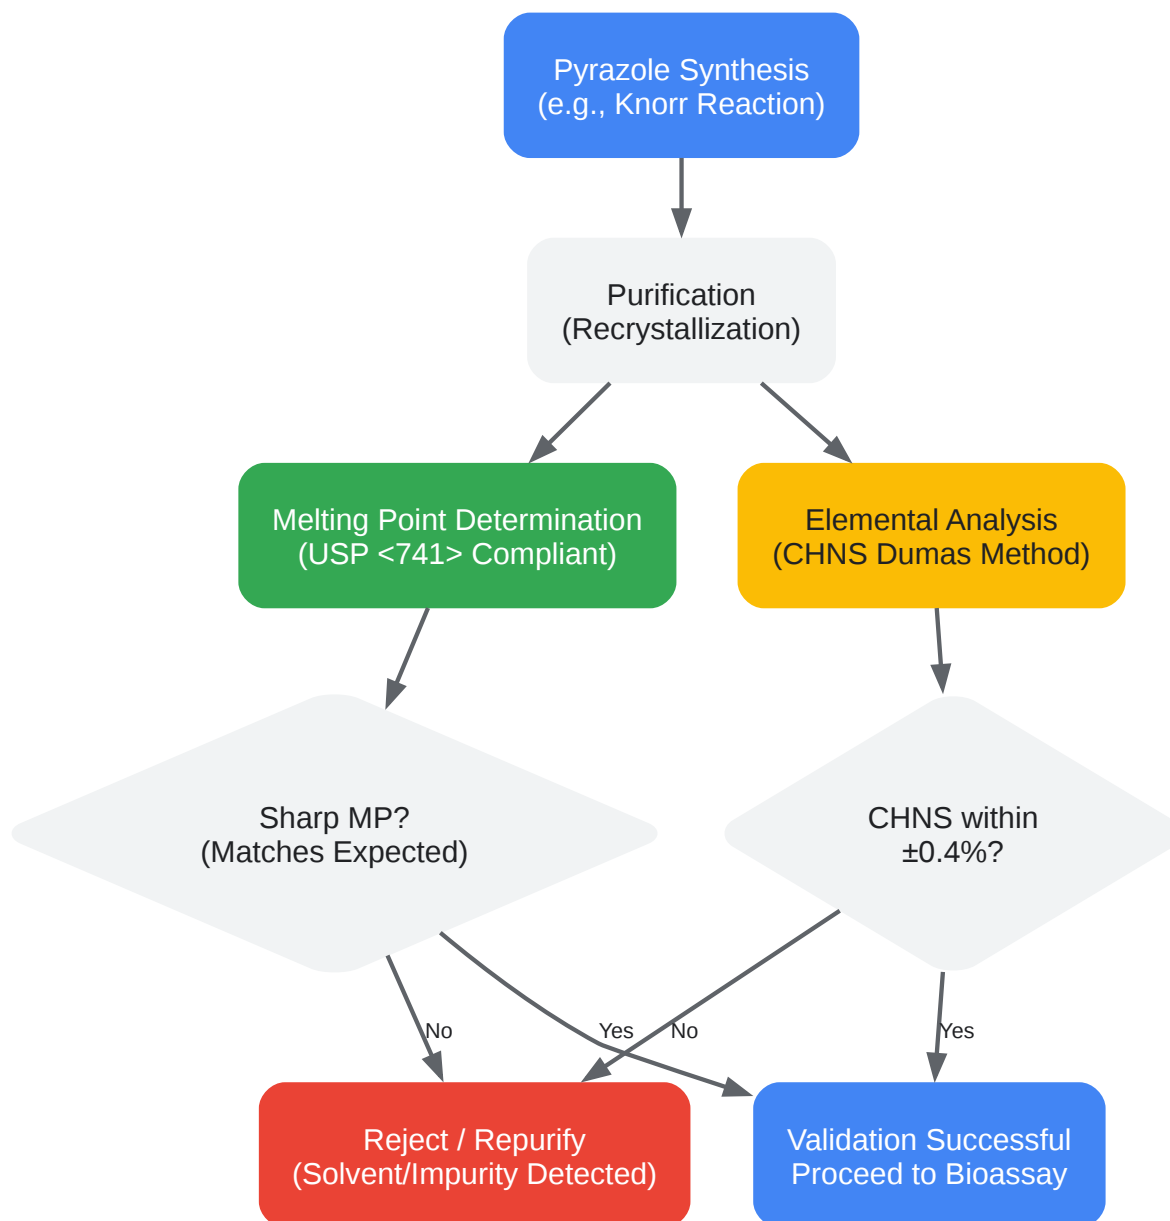 Pyrazole Synthesis
(e.g., Knorr Reaction)
Purification
(Recrystallization)
Melting Point Determination
(USP <741> Compliant)
Elemental Analysis
(CHNS Dumas Method)
Sharp MP?
(Matches Expected)
CHNS within
±0.4%?
No
Yes
No
Yes
Reject / Repurify
(Solvent/Impurity Detected)
Validation Successful
Proceed to Bioassay